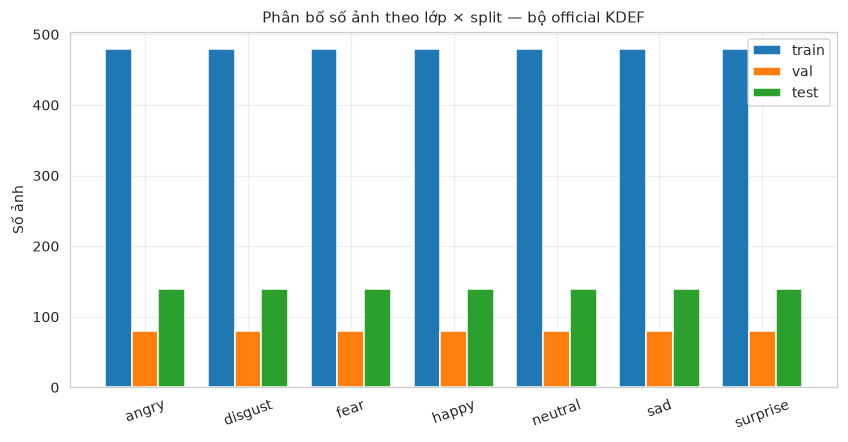 Phân bố số ảnh theo lớp × split — bộ official KDEF
train
val
test
Số ảnh
500
400
300
200
100
0
angry
disgust
fear
happy
neutral
sad
surprise